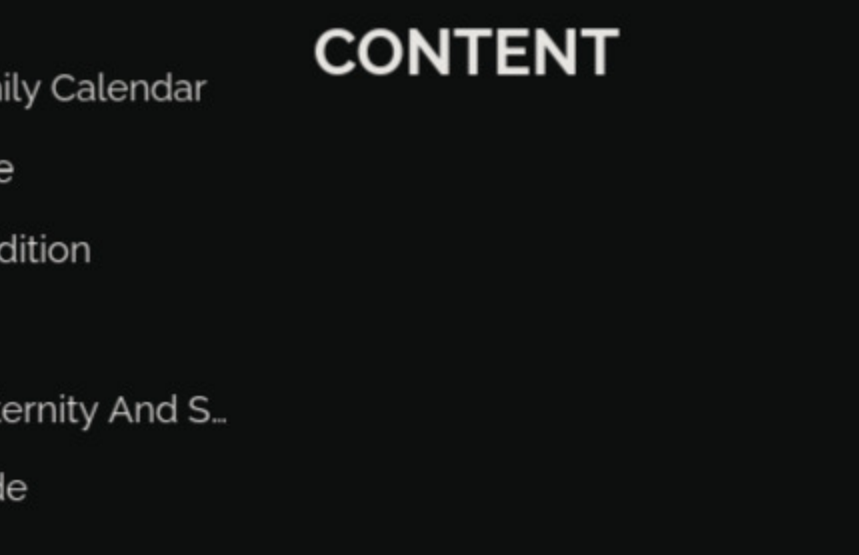 CONTENT
ily Calendar
e
dition
ternity And S...
de